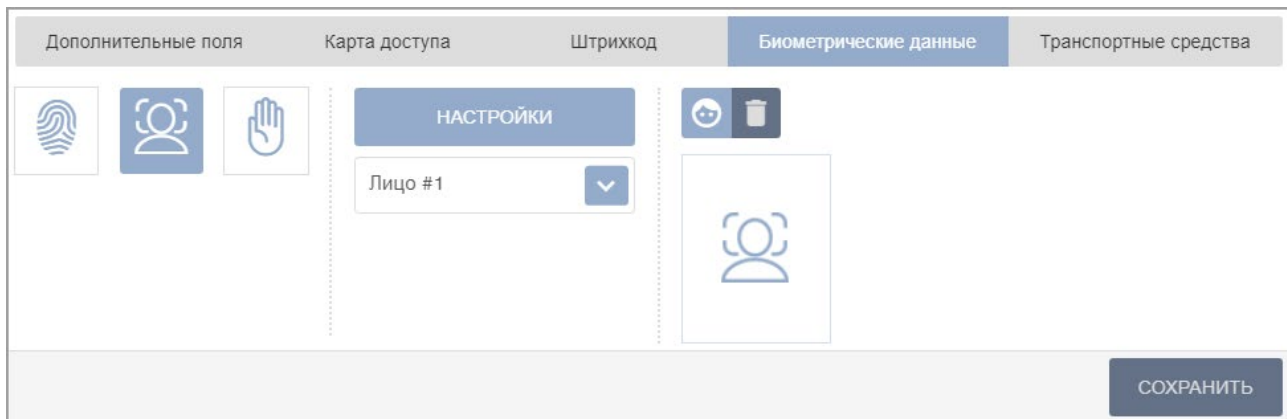 Дополнительные поля Карта доступа Штрихкод Биометрические данные Транспортные средства
НАСТРОЙКИ
Лицо #1
СОХРАНИТЬ